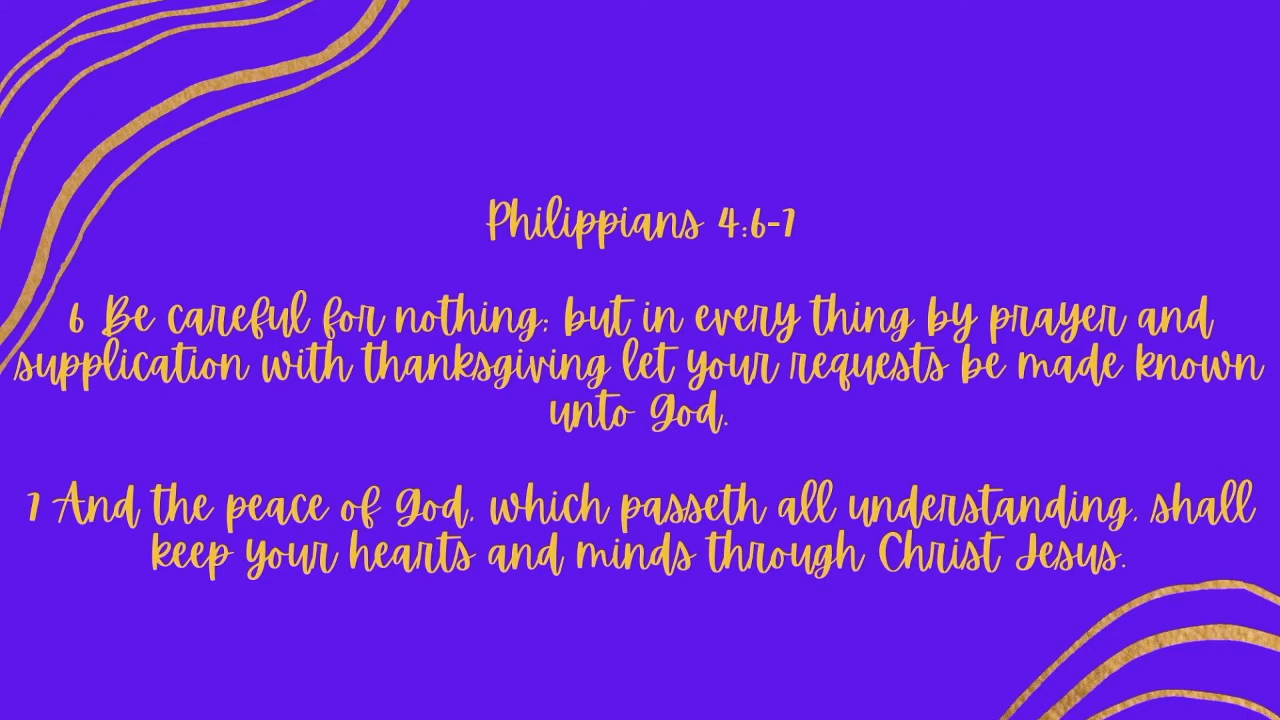 Philippians 4:6-7
6 Be careful for nothing; but in every thing by prayer and
supplication with thanksgiving let your requests be made known
unto God.
7 And the peace of God, which passeth all understanding, shall
keep your hearts and minds through Christ Jesus.